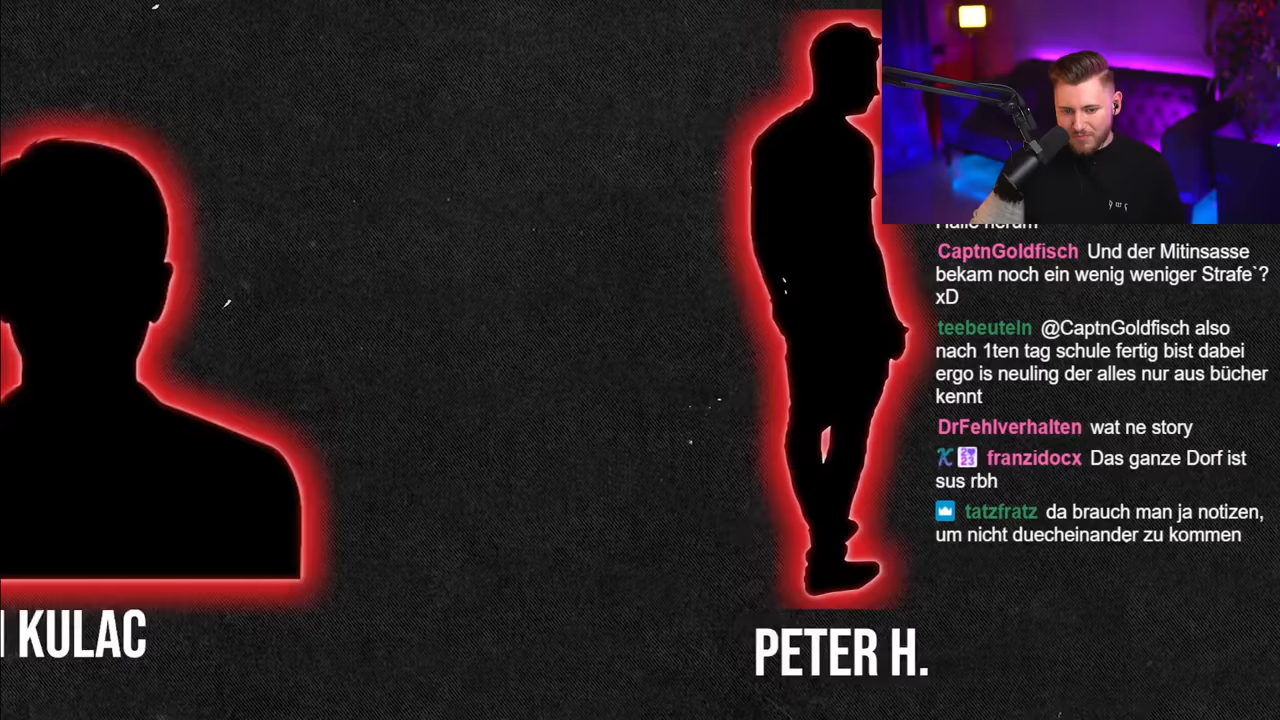 CaptnGoldfisch Und der Mitinsasse
bekam noch ein wenig weniger Strafe`?
xD
teebeuteln @CaptnGoldfisch also
nach 1ten tag schule fertig bist dabei
ergo is neuling der alles nur aus bücher
kennt
DrFehlverhalten wat ne story
franzidocx Das ganze Dorf ist
sus rbh
tatzfratz da brauch man ja notizen,
um nicht duecheinander zu kommen
KULAC
PETER H.